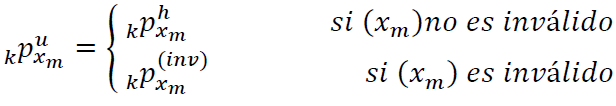 ₖp^u_{x_m} = { ₖp^h_{x_m} si (x_m)no es inválido
ₖp^{(inv)}_{x_m} si (x_m) es inválido